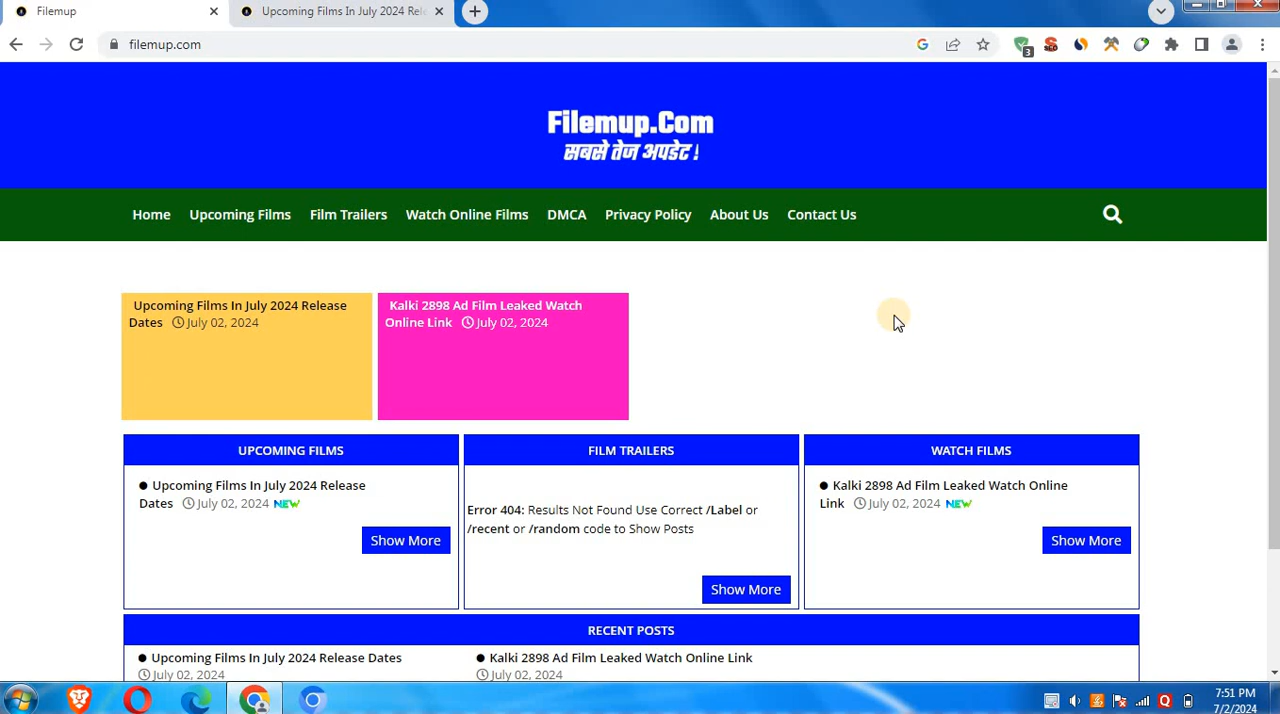 Filemup
Upcoming Films In July 2024 Rel
filemup.com
3
SEO
Filemup.Com
सबसे तेज अपडेट !
Home Upcoming Films Film Trailers Watch Online Films DMCA Privacy Policy About Us Contact Us
Upcoming Films In July 2024 Release
Dates July 02, 2024
Kalki 2898 Ad Film Leaked Watch
Online Link July 02, 2024
UPCOMING FILMS
Upcoming Films In July 2024 Release
Dates July 02, 2024 NEW
Show More
FILM TRAILERS
Error 404: Results Not Found Use Correct /Label or
/recent or /random code to Show Posts
Show More
WATCH FILMS
Kalki 2898 Ad Film Leaked Watch Online
Link July 02, 2024 NEW
Show More
RECENT POSTS
Upcoming Films In July 2024 Release Dates
July 02, 2024
Kalki 2898 Ad Film Leaked Watch Online Link
July 02, 2024
7:51 PM
7/2/2024